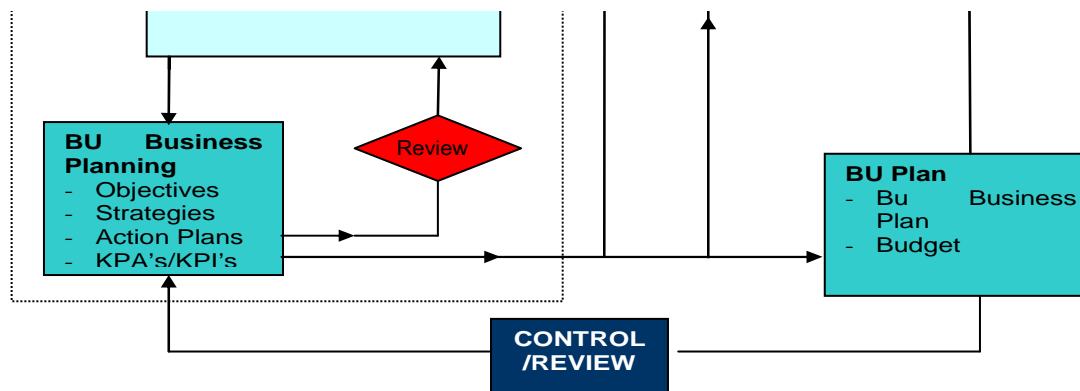 BU Business
Planning
- Objectives
- Strategies
- Action Plans
- KPA's/KPI's
Review
BU Plan
- Bu Business
Plan
- Budget
CONTROL
/REVIEW